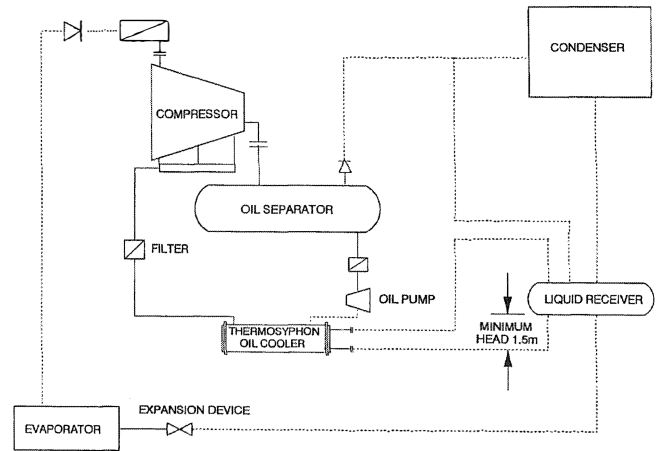 CONDENSER
COMPRESSOR
OIL SEPARATOR
FILTER
OIL PUMP
LIQUID RECEIVER
THERMOSYPHON
OIL COOLER
MINIMUM
HEAD 1.5m
EXPANSION DEVICE
EVAPORATOR